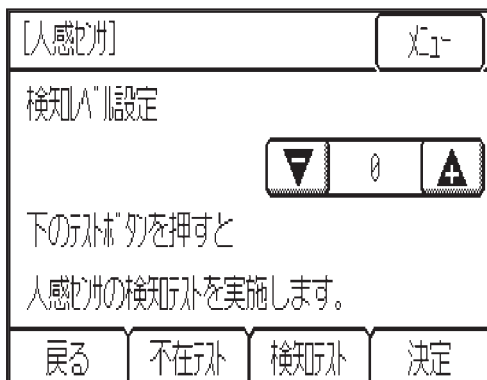 [人感ｾﾝｻ] ﾒﾆｭｰ
検知ﾚﾍﾞﾙ設定
▼ 0 ▲
下のﾃｽﾄﾎﾞﾀﾝを押すと
人感ｾﾝｻの検知ﾃｽﾄを実施します。
戻る 不在ﾃｽﾄ 検知ﾃｽﾄ 決定